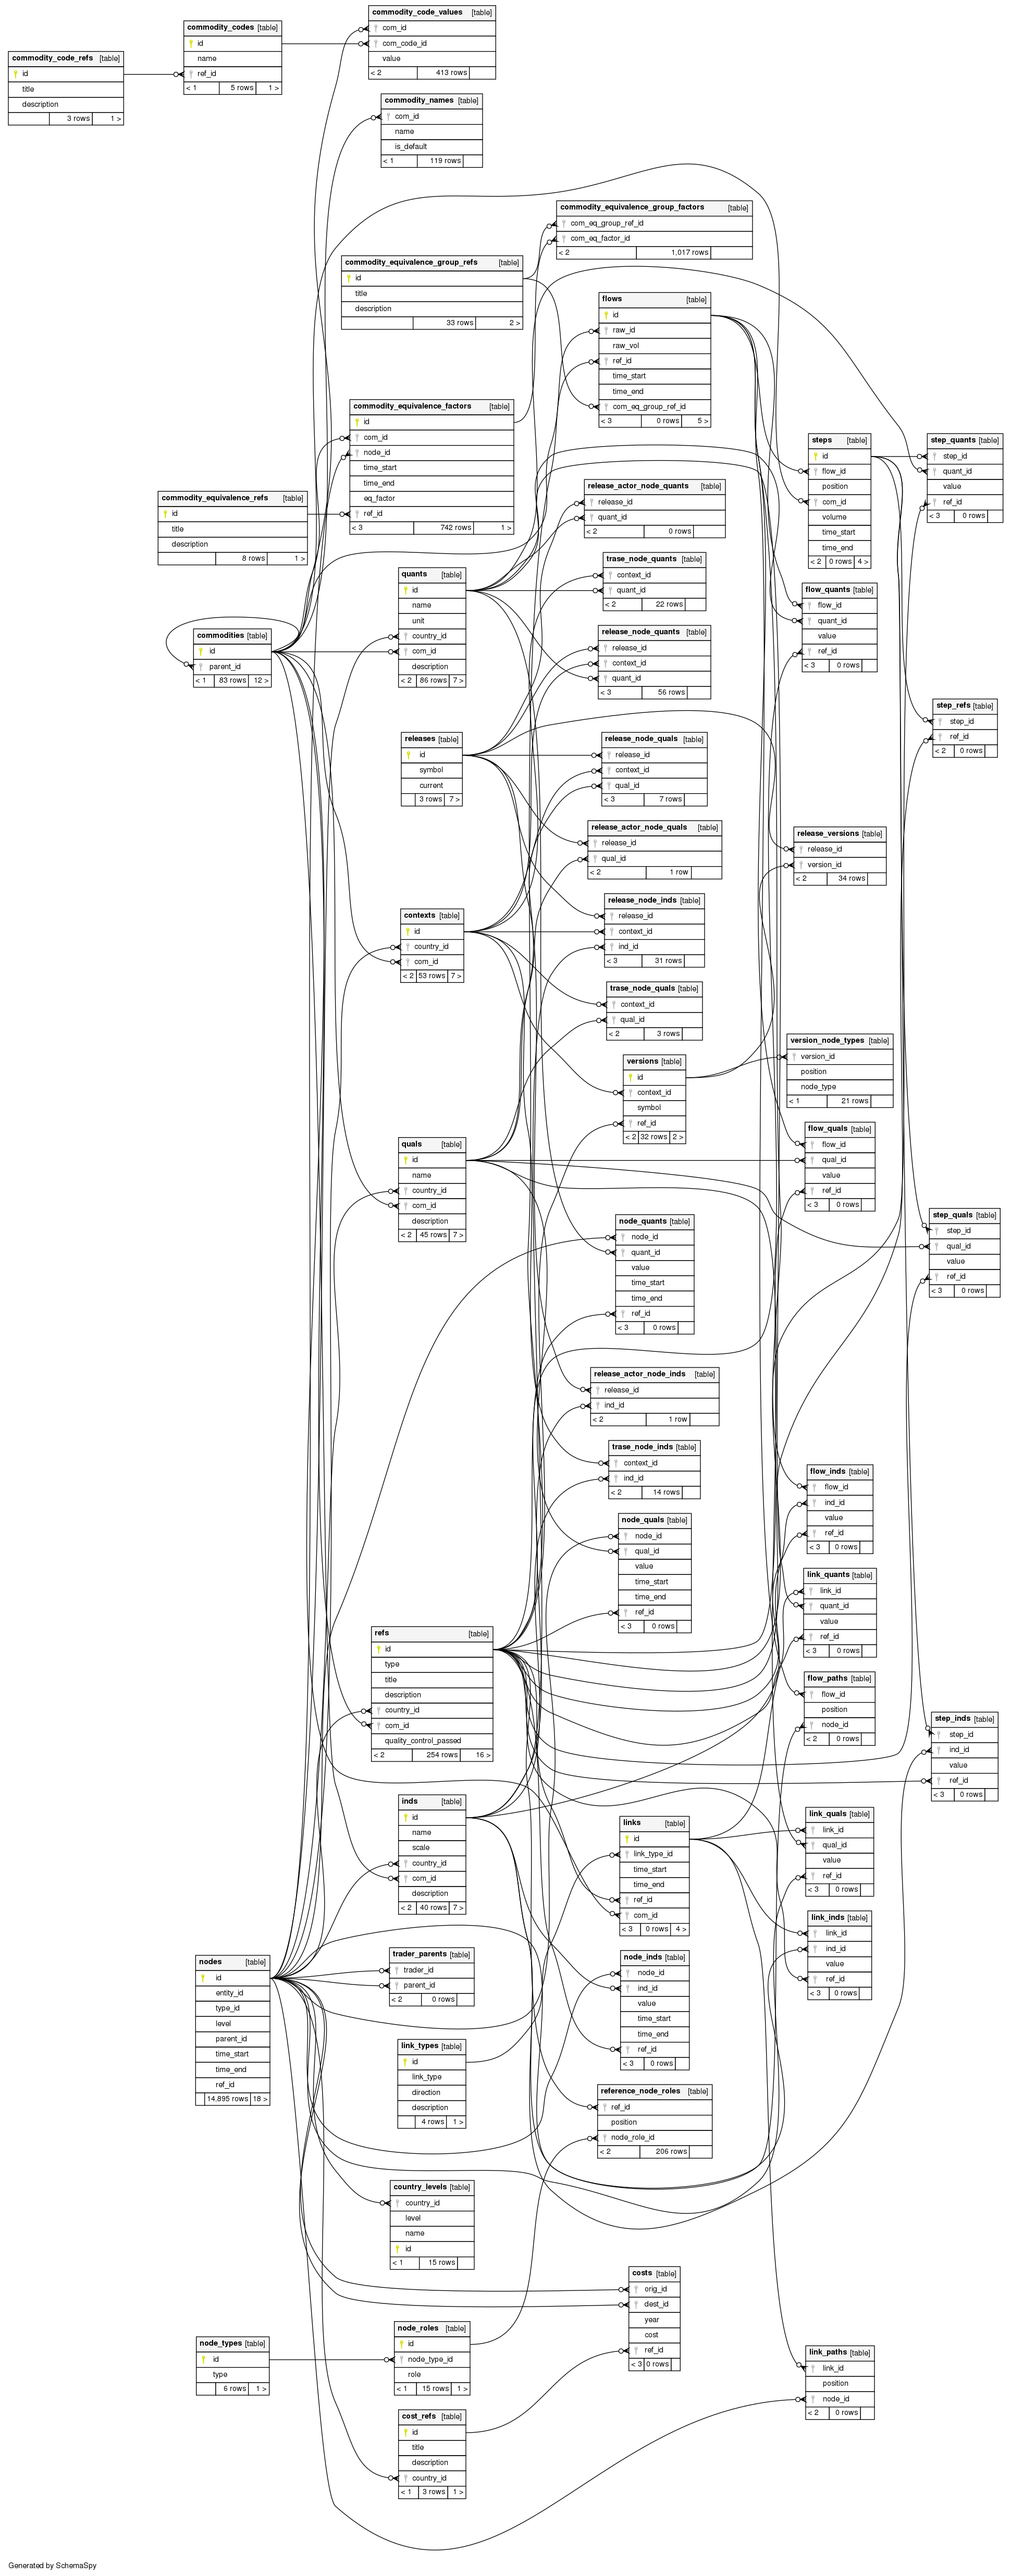 commodity_code_refs [table]
id
title
description
3 rows 1 >
commodity_codes [table]
id
name
ref_id
< 1 5 rows 1 >
commodity_code_values [table]
com_id
com_code_id
value
< 2 413 rows
commodity_names [table]
com_id
name
is_default
< 1 119 rows
commodity_equivalence_group_factors [table]
com_eq_group_ref_id
com_eq_factor_id
< 2 1,017 rows
commodity_equivalence_group_refs [table]
id
title
description
33 rows 2 >
flows [table]
id
raw_id
raw_vol
ref_id
time_start
time_end
com_eq_group_ref_id
< 3 0 rows 5 >
commodity_equivalence_factors [table]
id
com_id
node_id
time_start
time_end
eq_factor
ref_id
< 3 742 rows 1 >
steps [table]
id
flow_id
position
com_id
volume
time_start
time_end
< 2 0 rows 4 >
step_quants [table]
step_id
quant_id
value
ref_id
< 3 0 rows
commodity_equivalence_refs [table]
id
title
description
8 rows 1 >
release_actor_node_quants [table]
release_id
quant_id
< 2 0 rows
trase_node_quants [table]
context_id
quant_id
< 2 22 rows
quants [table]
id
name
unit
country_id
com_id
description
< 2 86 rows 7 >
flow_quants [table]
flow_id
quant_id
value
ref_id
< 3 0 rows
commodities [table]
id
parent_id
< 1 83 rows 12 >
release_node_quants [table]
release_id
context_id
quant_id
< 3 56 rows
step_refs [table]
step_id
ref_id
< 2 0 rows
releases [table]
id
symbol
current
3 rows 7 >
release_node_quals [table]
release_id
context_id
qual_id
< 3 7 rows
release_actor_node_quals [table]
release_id
qual_id
< 2 1 row
release_versions [table]
release_id
version_id
< 2 34 rows
release_node_inds [table]
release_id
context_id
ind_id
< 3 31 rows
contexts [table]
id
country_id
com_id
< 2 53 rows 7 >
trase_node_quals [table]
context_id
qual_id
< 2 3 rows
version_node_types [table]
version_id
position
node_type
< 1 21 rows
versions [table]
id
context_id
symbol
ref_id
< 2 32 rows 2 >
flow_quals [table]
flow_id
qual_id
value
ref_id
< 3 0 rows
quals [table]
id
name
country_id
com_id
description
< 2 45 rows 7 >
step_quals [table]
step_id
qual_id
value
ref_id
< 3 0 rows
node_quants [table]
node_id
quant_id
value
time_start
time_end
ref_id
< 3 0 rows
release_actor_node_inds [table]
release_id
ind_id
< 2 1 row
trase_node_inds [table]
context_id
ind_id
< 2 14 rows
flow_inds [table]
flow_id
ind_id
value
ref_id
< 3 0 rows
node_quals [table]
node_id
qual_id
value
time_start
time_end
ref_id
< 3 0 rows
link_quants [table]
link_id
quant_id
value
ref_id
< 3 0 rows
refs [table]
id
type
title
description
country_id
com_id
quality_control_passed
< 2 254 rows 16 >
flow_paths [table]
flow_id
position
node_id
< 2 0 rows
step_inds [table]
step_id
ind_id
value
ref_id
< 3 0 rows
inds [table]
id
name
scale
country_id
com_id
description
< 2 40 rows 7 >
links [table]
id
link_type_id
time_start
time_end
ref_id
com_id
< 3 0 rows 4 >
link_quals [table]
link_id
qual_id
value
ref_id
< 3 0 rows
link_inds [table]
link_id
ind_id
value
ref_id
< 3 0 rows
nodes [table]
id
entity_id
type_id
level
parent_id
time_start
time_end
ref_id
14,895 rows 18 >
trader_parents [table]
trader_id
parent_id
< 2 0 rows
node_inds [table]
node_id
ind_id
value
time_start
time_end
ref_id
< 3 0 rows
link_types [table]
id
link_type
direction
description
4 rows 1 >
reference_node_roles [table]
ref_id
position
node_role_id
< 2 206 rows
country_levels [table]
country_id
level
name
id
< 1 15 rows
costs [table]
orig_id
dest_id
year
cost
ref_id
< 3 0 rows
node_types [table]
id
type
6 rows 1 >
node_roles [table]
id
node_type_id
role
< 1 15 rows 1 >
link_paths [table]
link_id
position
node_id
< 2 0 rows
cost_refs [table]
id
title
description
country_id
< 1 3 rows 1 >
Generated by SchemaSpy